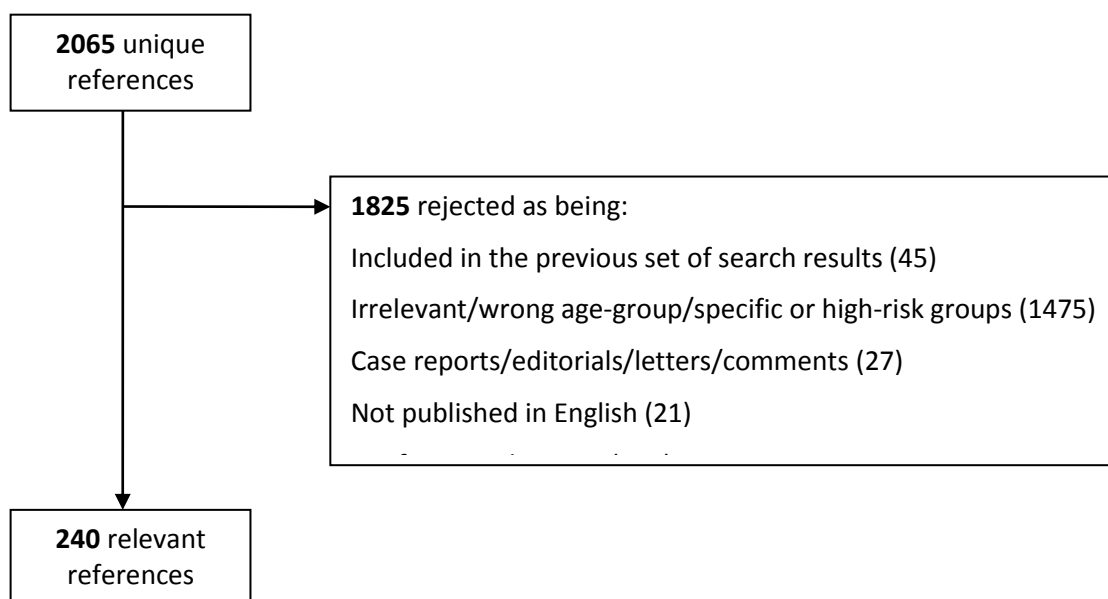 2065 unique
references
1825 rejected as being:
Included in the previous set of search results (45)
Irrelevant/wrong age-group/specific or high-risk groups (1475)
Case reports/editorials/letters/comments (27)
Not published in English (21)
240 relevant
references